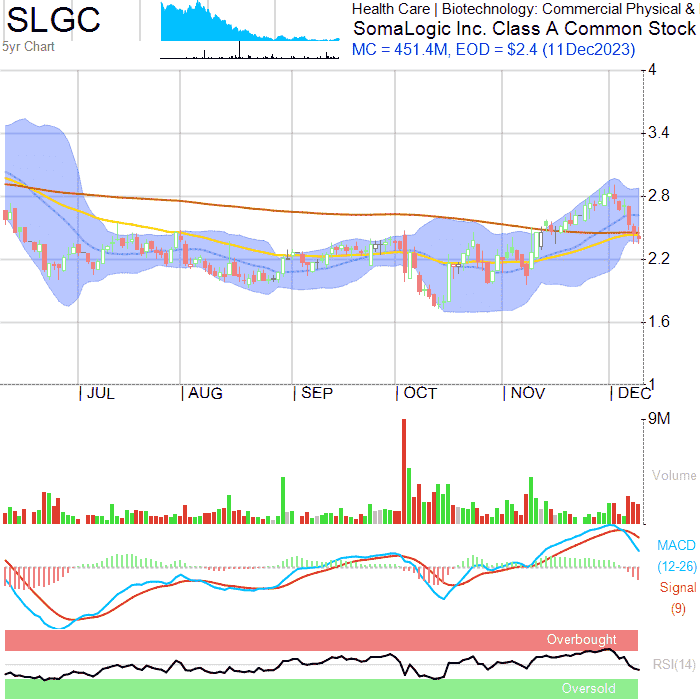 SLGC
5yr Chart
Health Care | Biotechnology: Commercial Physical &
SomaLogic Inc. Class A Common Stock
MC = 451.4M, EOD = $2.4 (11Dec2023)
4
3.4
2.8
2.2
1.6
1
JUL
AUG
SEP
OCT
NOV
DEC
9M
Volume
MACD
(12-26)
Signal
(9)
Overbought
RSI(14)
Oversold